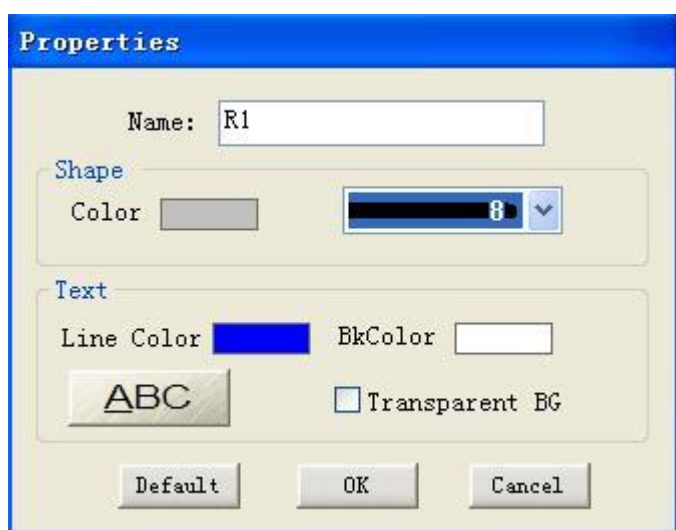 Properties
Name: R1
Shape
Color 8
Text
Line Color BkColor
ABC Transparent BG
Default OK Cancel